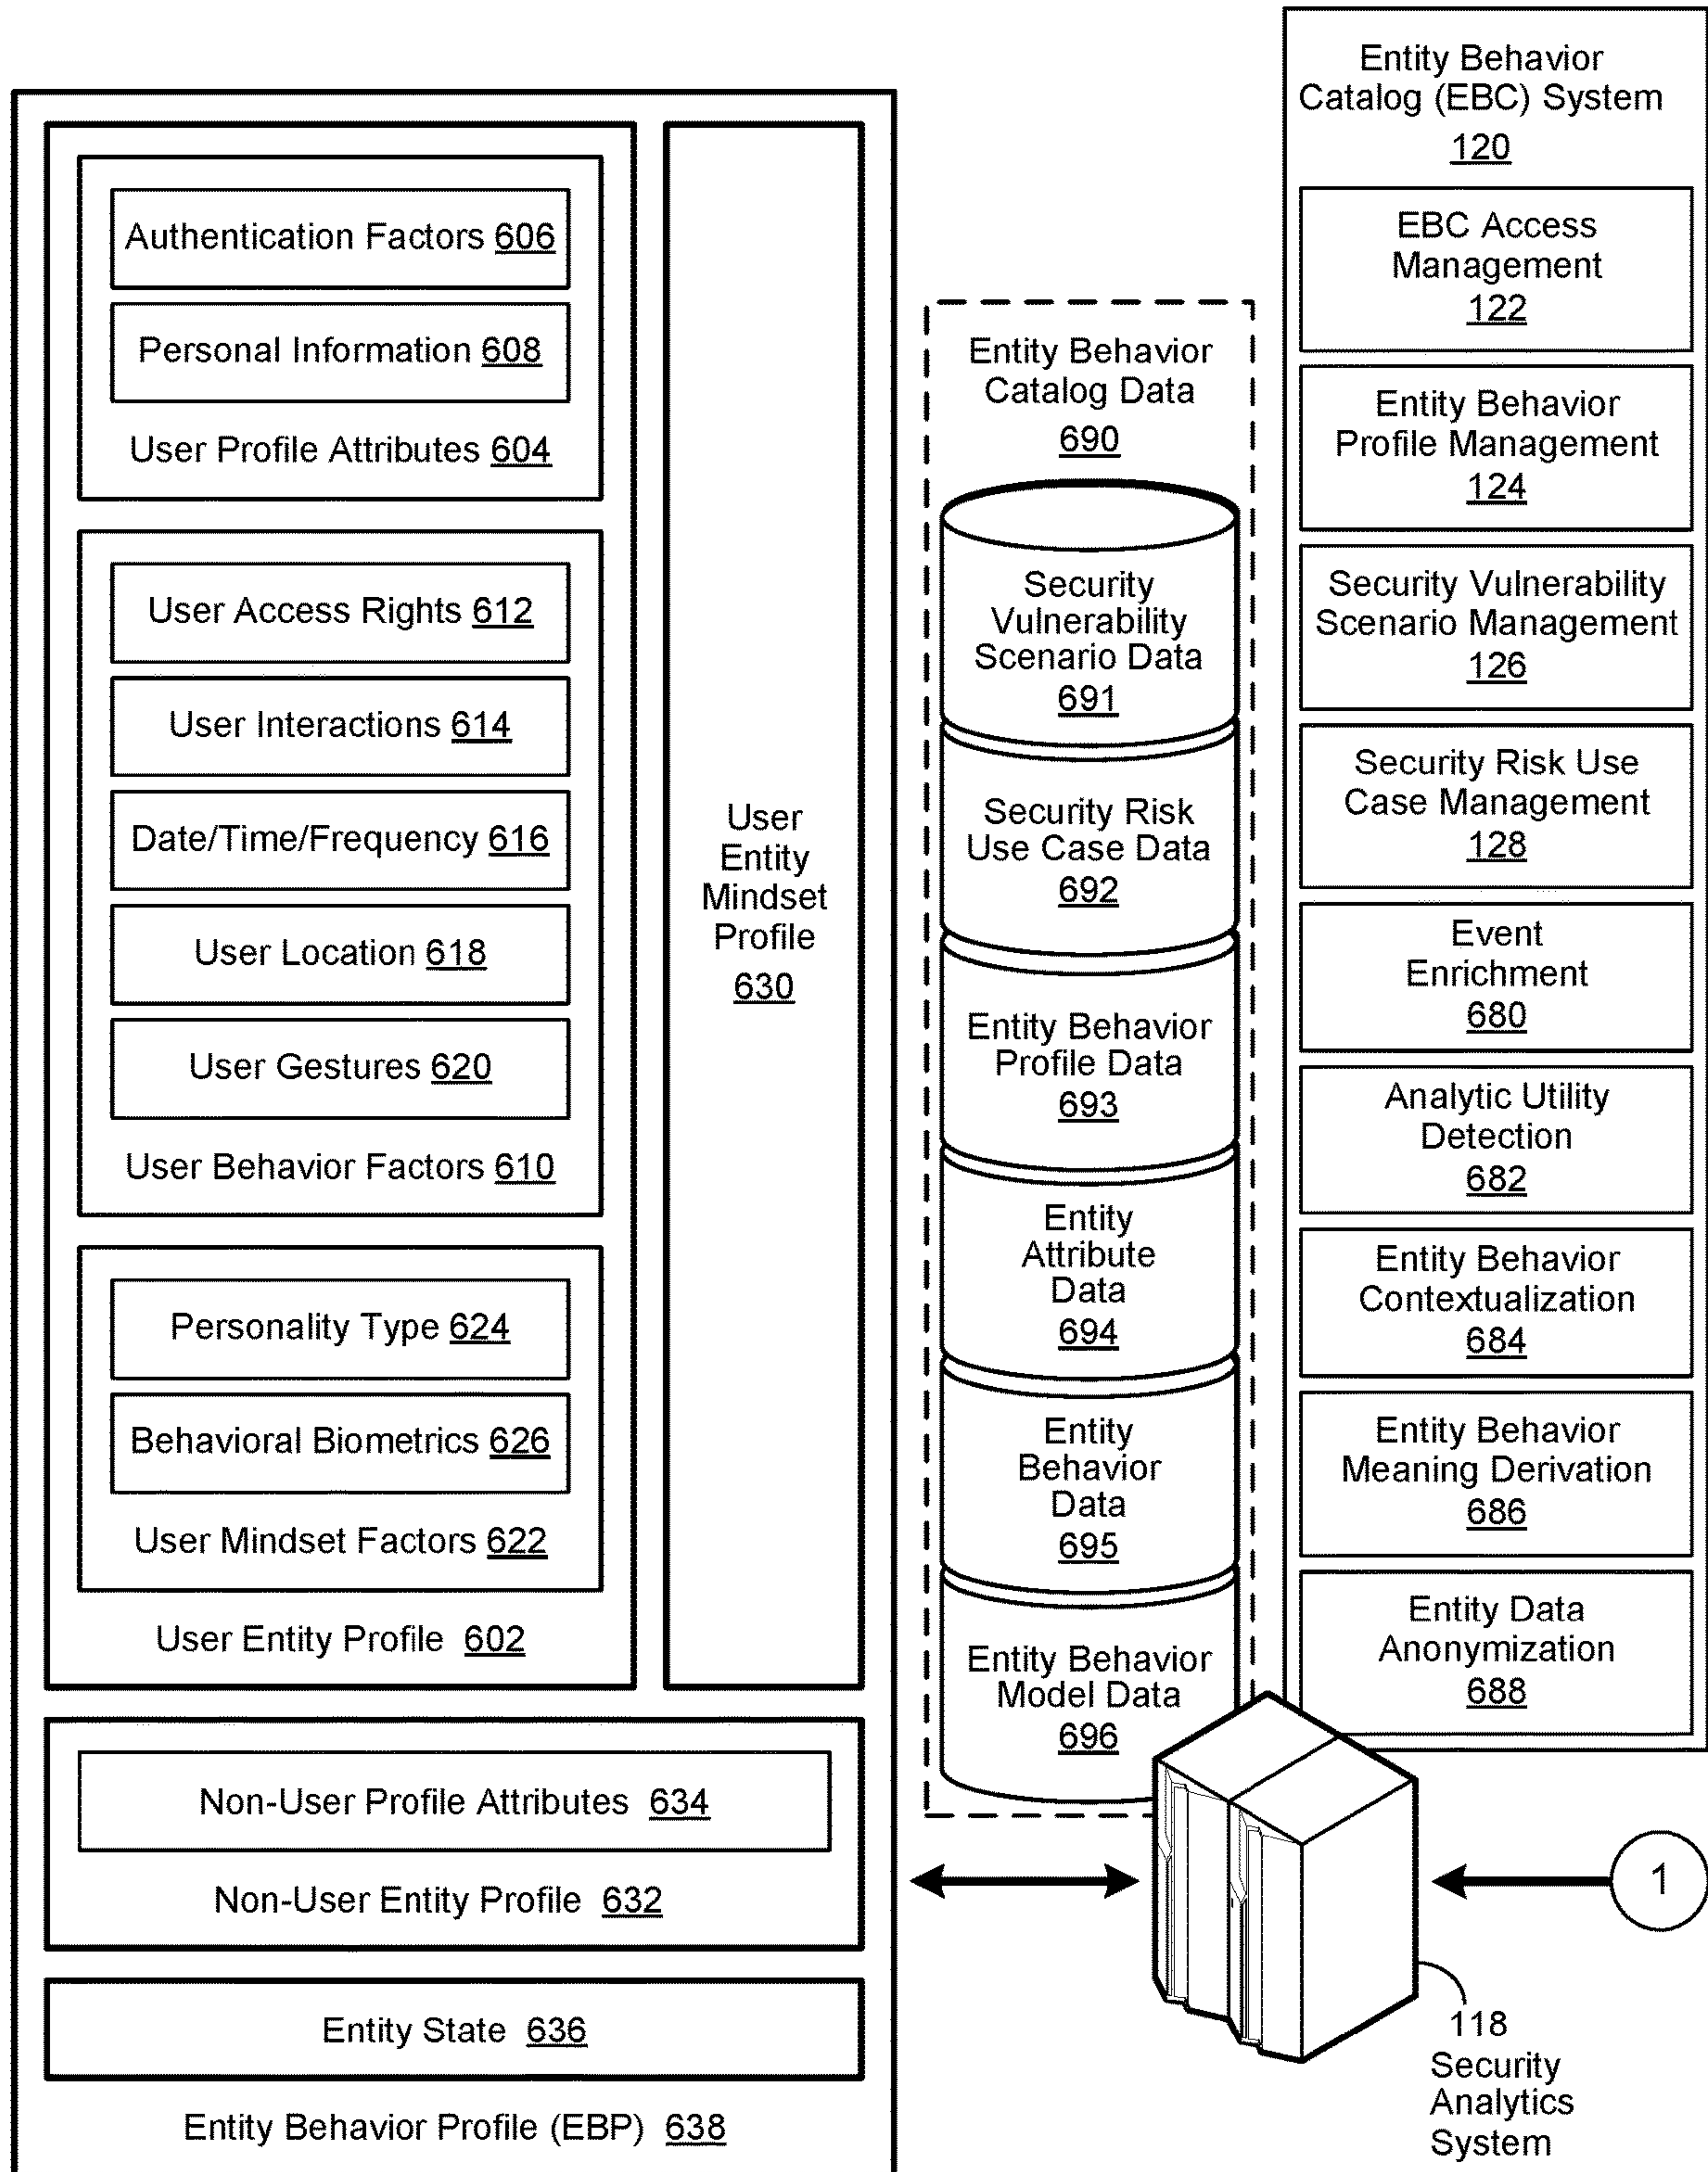 Authentication Factors 606
Personal Information 608
User Profile Attributes 604
User Access Rights 612
User Interactions 614
Date/Time/Frequency 616
User Location 618
User Gestures 620
User Behavior Factors 610
Personality Type 624
Behavioral Biometrics 626
User Mindset Factors 622
User Entity Profile 602
User
Entity
Mindset
Profile
630
Non-User Profile Attributes 634
Non-User Entity Profile 632
Entity State 636
Entity Behavior Profile (EBP) 638
Entity Behavior
Catalog Data
690
Security
Vulnerability
Scenario Data
691
Security Risk
Use Case Data
692
Entity Behavior
Profile Data
693
Entity
Attribute
Data
694
Entity
Behavior
Data
695
Entity Behavior
Model Data
696
Entity Behavior
Catalog (EBC) System
120
EBC Access
Management
122
Entity Behavior
Profile Management
124
Security Vulnerability
Scenario Management
126
Security Risk Use
Case Management
128
Event
Enrichment
680
Analytic Utility
Detection
682
Entity Behavior
Contextualization
684
Entity Behavior
Meaning Derivation
686
Entity Data
Anonymization
688
1
118
Security
Analytics
System